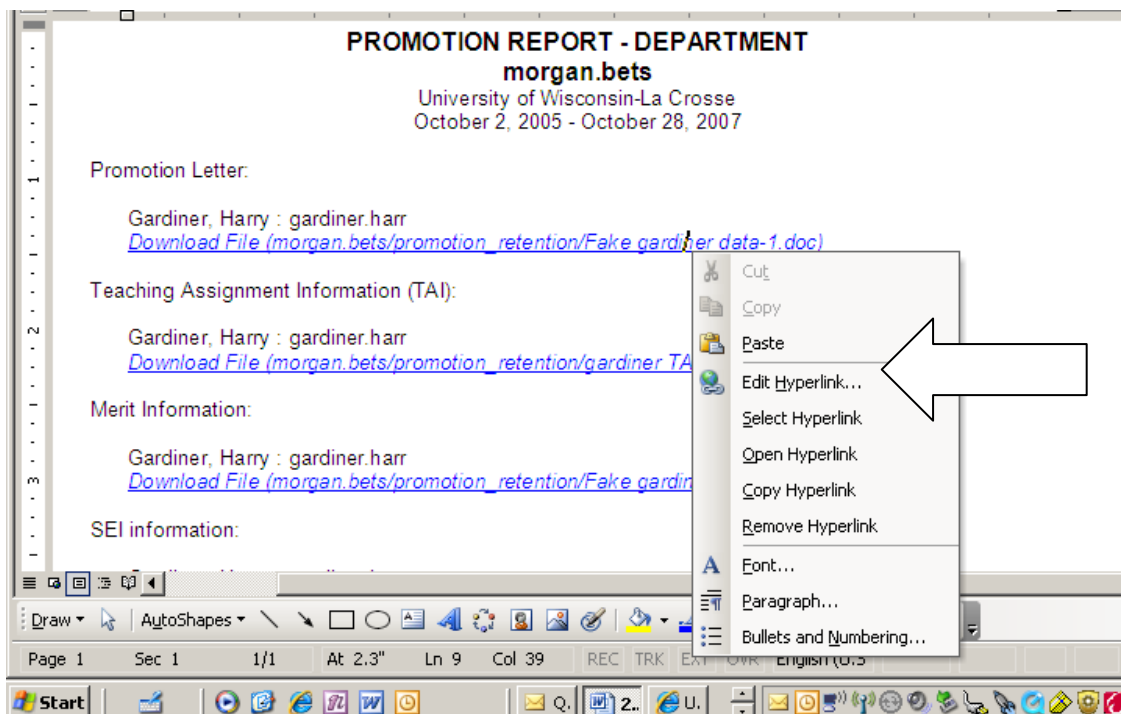 PROMOTION REPORT - DEPARTMENT
morgan.bets
University of Wisconsin-La Crosse
October 2, 2005 - October 28, 2007
Promotion Letter:
Gardiner, Harry : gardiner.harr
Download File (morgan.bets/promotion_retention/Fake gardiner data-1.doc)
Teaching Assignment Information (TAI):
Gardiner, Harry : gardiner.harr
Download File (morgan.bets/promotion_retention/gardiner TA
Merit Information:
Gardiner, Harry : gardiner.harr
Download File (morgan.bets/promotion_retention/Fake gardin
SEI information:
Cut
Copy
Paste
Edit Hyperlink...
Select Hyperlink
Open Hyperlink
Copy Hyperlink
Remove Hyperlink
Font...
Paragraph...
Bullets and Numbering...
1
2
3
Draw AutoShapes
Page 1 Sec 1 1/1 At 2.3" Ln 9 Col 39 REC TRK EXT OVR English (U.S
Start Q. 2.. U.